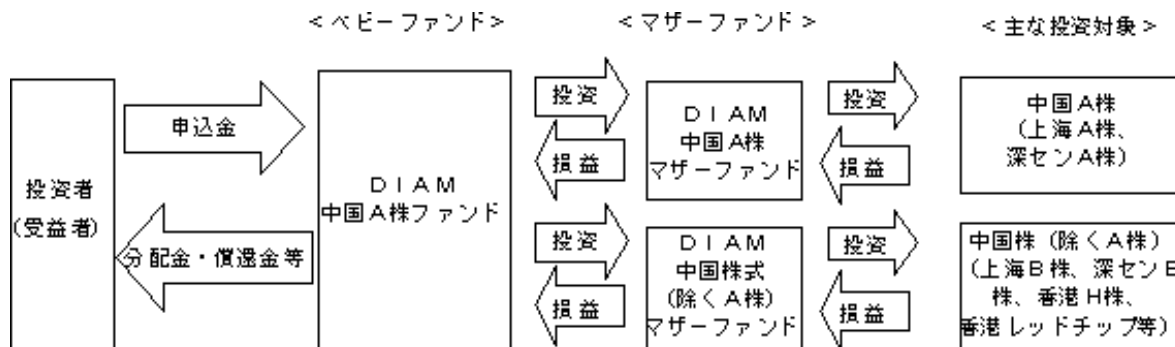 ＜ベビーファンド＞
＜マザーファンド＞
＜主な投資対象＞
投資者
(受益者)
申込金
分配金・償還金等
ＤＩＡＭ
中国Ａ株ファンド
投資
損益
投資
損益
ＤＩＡＭ
中国Ａ株
マザーファンド
ＤＩＡＭ
中国株式
(除くＡ株)
マザーファンド
投資
損益
投資
損益
中国Ａ株
(上海Ａ株、
深センＡ株)
中国株（除くＡ株）
（上海Ｂ株、深センＢ
株、香港Ｈ株、
香港レッドチップ等）